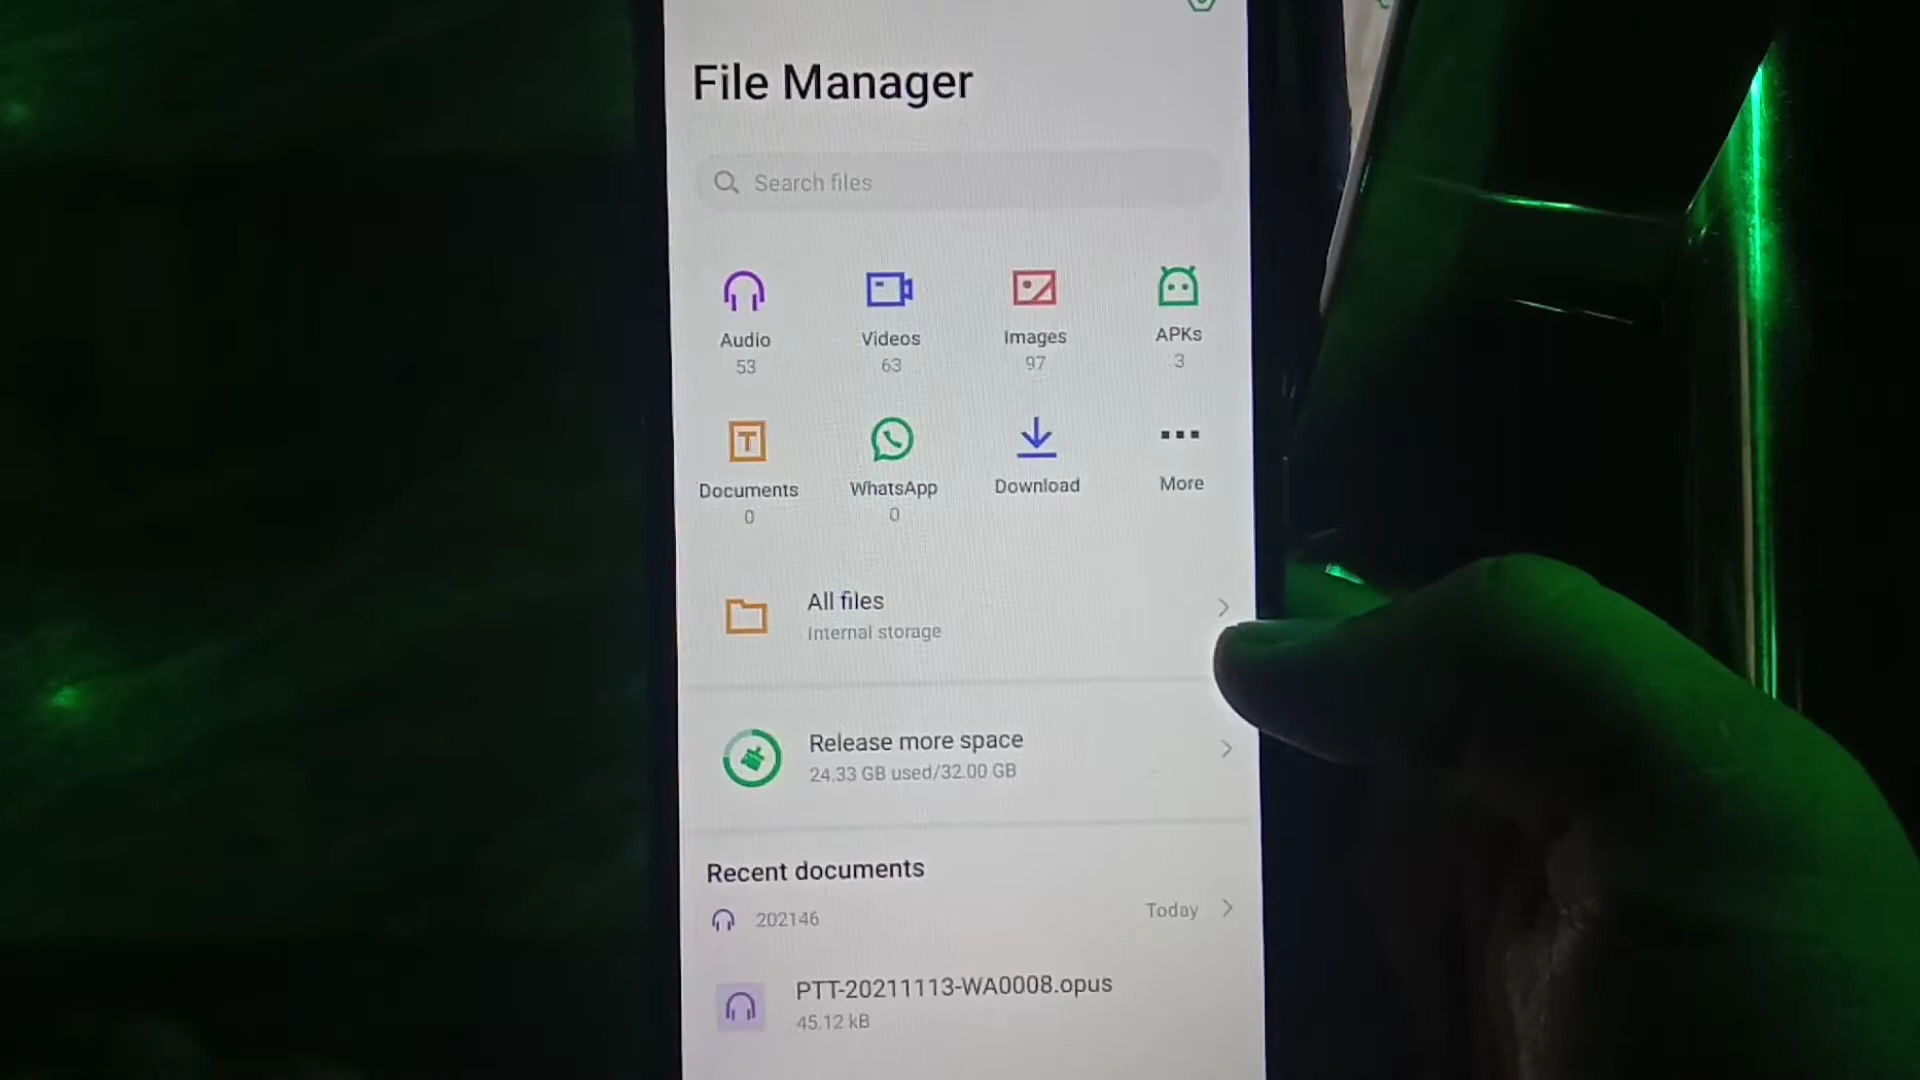 File Manager
Search files
Audio
53
Videos
63
Images
97
APKs
3
Documents
0
WhatsApp
0
Download
More
All files
Internal storage
Release more space
24.33 GB used/32.00 GB
Recent documents
202146
Today
PTT-20211113-WA0008.opus
45.12 kB